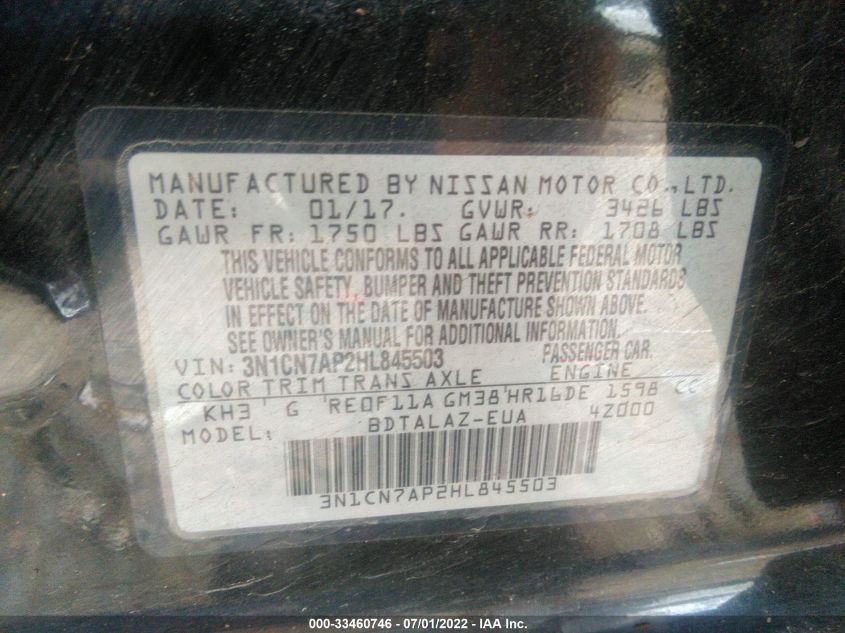 MANUFACTURED BY NISSAN MOTOR CO.,LTD.
DATE: 01/17. GVWR: 3426 LBS
GAWR FR: 1750 LBS GAWR RR: 1708 LBS
THIS VEHICLE CONFORMS TO ALL APPLICABLE FEDERAL MOTOR
VEHICLE SAFETY, BUMPER AND THEFT PREVENTION STANDARDS
IN EFFECT ON THE DATE OF MANUFACTURE SHOWN ABOVE.
SEE OWNER'S MANUAL FOR ADDITIONAL INFORMATION.
VIN: 3N1CN7AP2HL845503 PASSENGER CAR.
COLOR TRIM TRANS AXLE ENGINE
KH3 ' G 'RE0F11A GM38'HR16DE 1598 CC
MODEL: BDTALAZ-EUA 4Z000
3N1CN7AP2HL845503
000-33460746 - 07/01/2022 - IAA Inc.